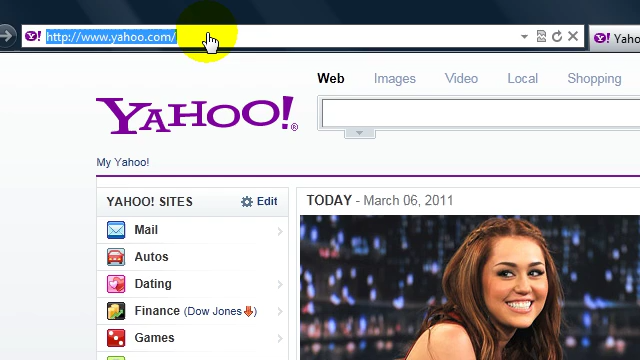 http://www.yahoo.com/
Y! Yaho
Web Images Video Local Shopping
YAHOO!®
My Yahoo!
YAHOO! SITES Edit
TODAY - March 06, 2011
Mail
Autos
Dating
Finance (Dow Jones)
Games